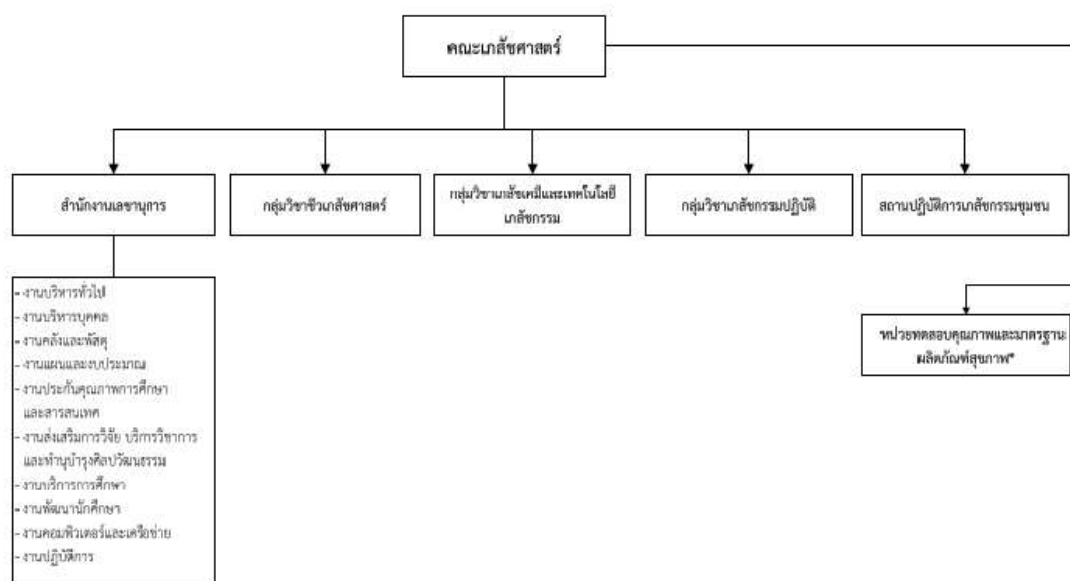 คณะเภสัชศาสตร์
สำนักงานเลขานุการ
กลุ่มวิชาชีวเภสัชศาสตร์
กลุ่มวิชาเภสัชเคมีและเทคโนโลยี
เภสัชกรรม
กลุ่มวิชาเภสัชกรรมปฏิบัติ
สถานปฏิบัติการเภสัชกรรมชุมชน
- งานบริหารทั่วไป
- งานบริหารบุคคล
- งานคลังและพัสดุ
- งานแผนและงบประมาณ
- งานประกันคุณภาพการศึกษา
และสารสนเทศ
- งานส่งเสริมการวิจัย บริการวิชาการ
และทำนุบำรุงศิลปวัฒนธรรม
- งานบริการการศึกษา
- งานพัฒนานักศึกษา
- งานคอมพิวเตอร์และเครือข่าย
- งานปฏิบัติการ
หน่วยทดสอบคุณภาพและมาตรฐาน
ผลิตภัณฑ์สุขภาพ*